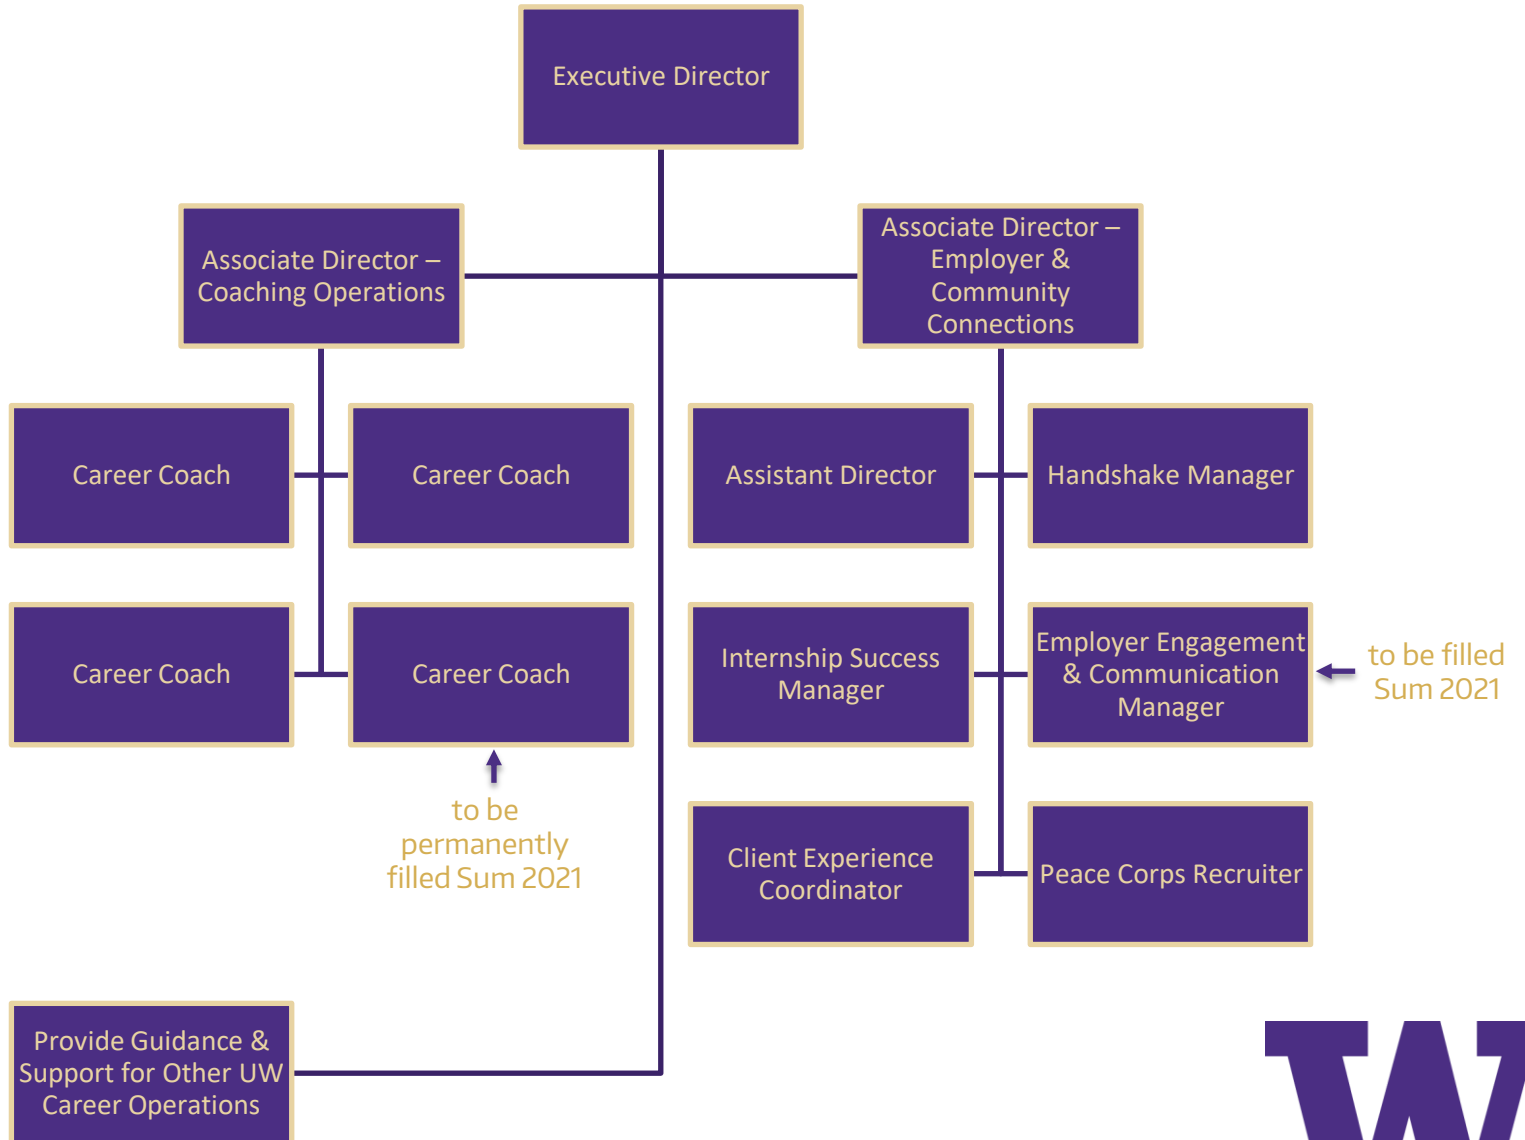 Executive Director
Associate Director –
Coaching Operations
Associate Director –
Employer &
Community
Connections
Career Coach
Career Coach
Assistant Director
Handshake Manager
Career Coach
Career Coach
Internship Success
Manager
Employer Engagement
& Communication
Manager
to be filled
Sum 2021
to be
permanently
filled Sum 2021
Client Experience
Coordinator
Peace Corps Recruiter
Provide Guidance &
Support for Other UW
Career Operations
W